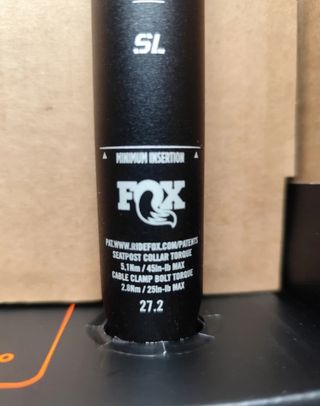 SL
MINIMUM INSERTION
FOX
PAT.WWW.RIDEFOX.COM/PATENTS
SEATPOST COLLAR TORQUE
5.1Nm / 45in-lb MAX
CABLE CLAMP BOLT TORQUE
2.8Nm / 25in-lb MAX
27.2